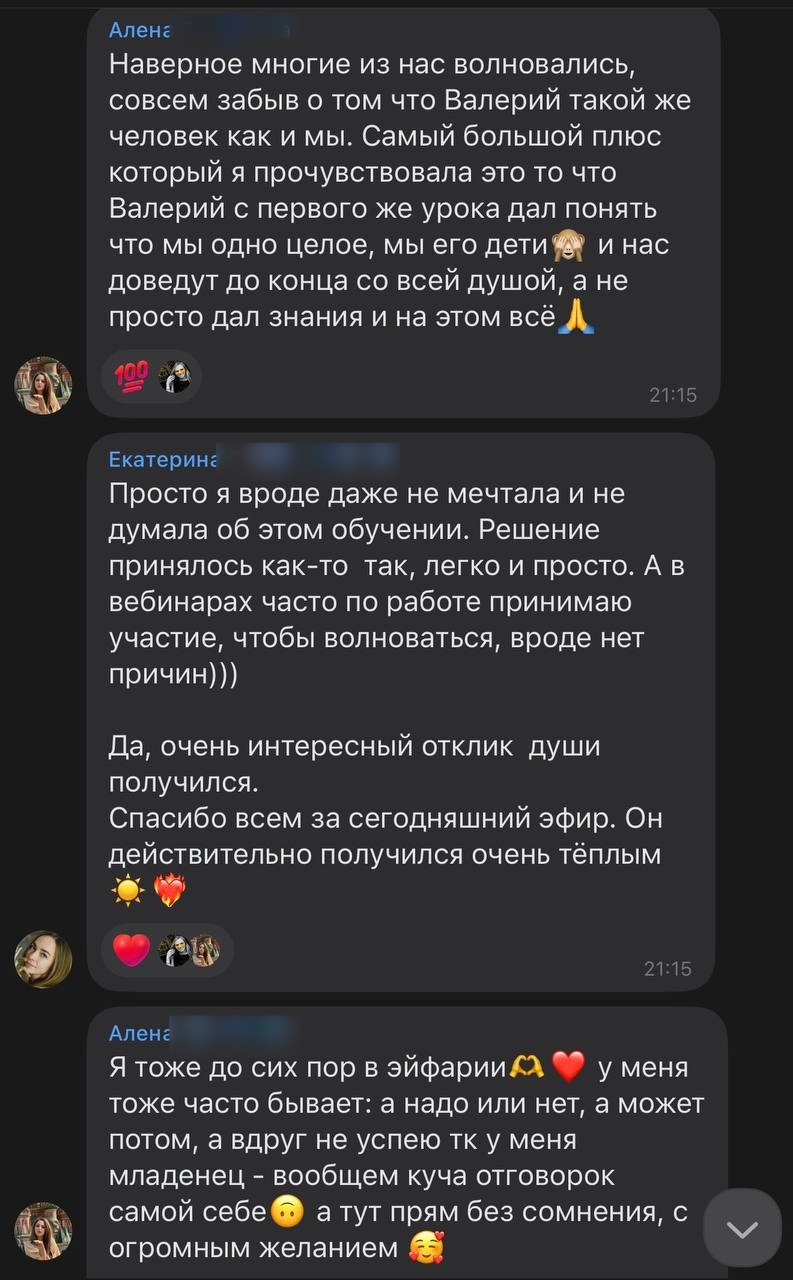 Алена
Наверное многие из нас волновались,
совсем забыв о том что Валерий такой же
человек как и мы. Самый большой плюс
который я прочувствовала это то что
Валерий с первого же урока дал понять
что мы одно целое, мы его дети🙈 и нас
доведут до конца со всей душой, а не
просто дал знания и на этом всё🙏
💯
21:15
Екатерина
Просто я вроде даже не мечтала и не
думала об этом обучении. Решение
принялось как-то  так, легко и просто. А в
вебинарах часто по работе принимаю
участие, чтобы волноваться, вроде нет
причин)))
Да, очень интересный отклик  души
получился.
Спасибо всем за сегодняшний эфир. Он
действительно получился очень тёплым
☀️ ❤️‍🔥
❤️
21:15
Алена
Я тоже до сих пор в эйфарии🫶❤️ у меня
тоже часто бывает: а надо или нет, а может
потом, а вдруг не успею тк у меня
младенец - вообщем куча отговорок
самой себе🙃 а тут прям без сомнения, с
огромным желанием 🥰